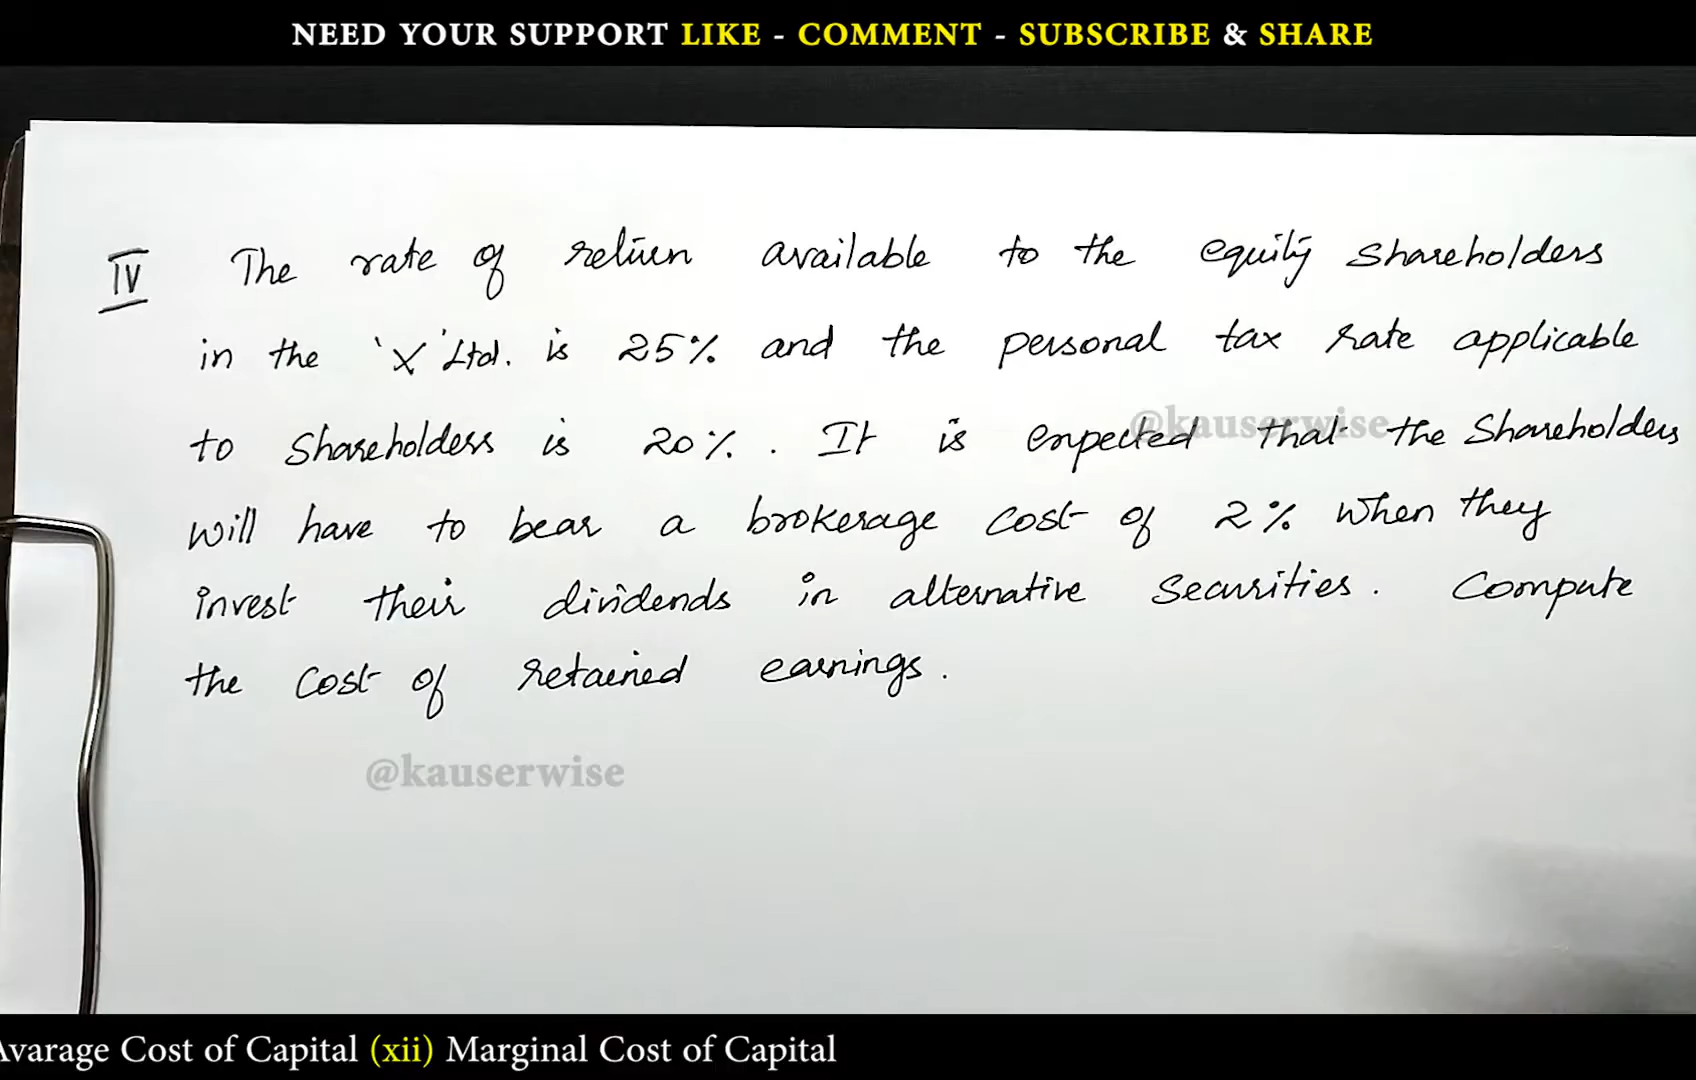 NEED YOUR SUPPORT LIKE - COMMENT - SUBSCRIBE & SHARE
IV The rate of return available to the equity shareholders
in the 'X' Ltd. is 25% and the personal tax rate applicable
to shareholders is 20%. It is expected that the shareholders
will have to bear a brokerage cost of 2% when they
invest their dividends in alternative securities. Compute
the cost of retained earnings.
@kauserwise
@kauserwise
Avarage Cost of Capital (xii) Marginal Cost of Capital